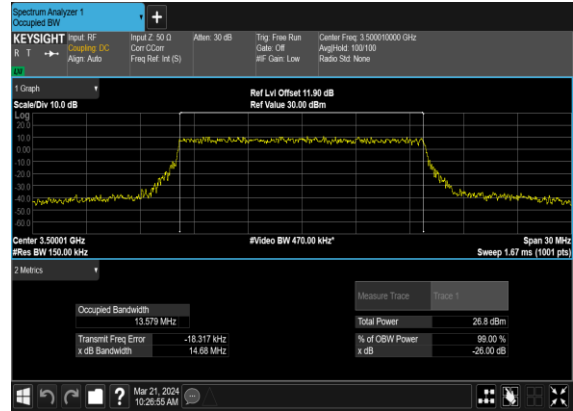 Spectrum Analyzer 1
Occupied BW
KEYSIGHT Input: RF Input Z: 50 Ω Atten: 30 dB Trig: Free Run Center Freq: 3.500010000 GHz
R T Coupling: DC Corr CCorr Gate: Off Avg|Hold: 100/100
Align: Auto Freq Ref: Int (S) #IF Gain: Low Radio Std: None
LM
1 Graph
Ref Lvl Offset 11.90 dB
Scale/Div 10.0 dB Ref Value 30.00 dBm
Log
20.0
10.0
0.00
-10.0
-20.0
-30.0
-40.0
-50.0
-60.0
Center 3.50001 GHz #Video BW 470.00 kHz* Span 30 MHz
#Res BW 150.00 kHz Sweep 1.67 ms (1001 pts)
2 Metrics
Measure Trace Trace 1
Occupied Bandwidth
13.579 MHz
Total Power 26.8 dBm
Transmit Freq Error -18.317 kHz % of OBW Power 99.00 %
x dB Bandwidth 14.68 MHz x dB -26.00 dB
? Mar 21, 2024
10:26:55 AM